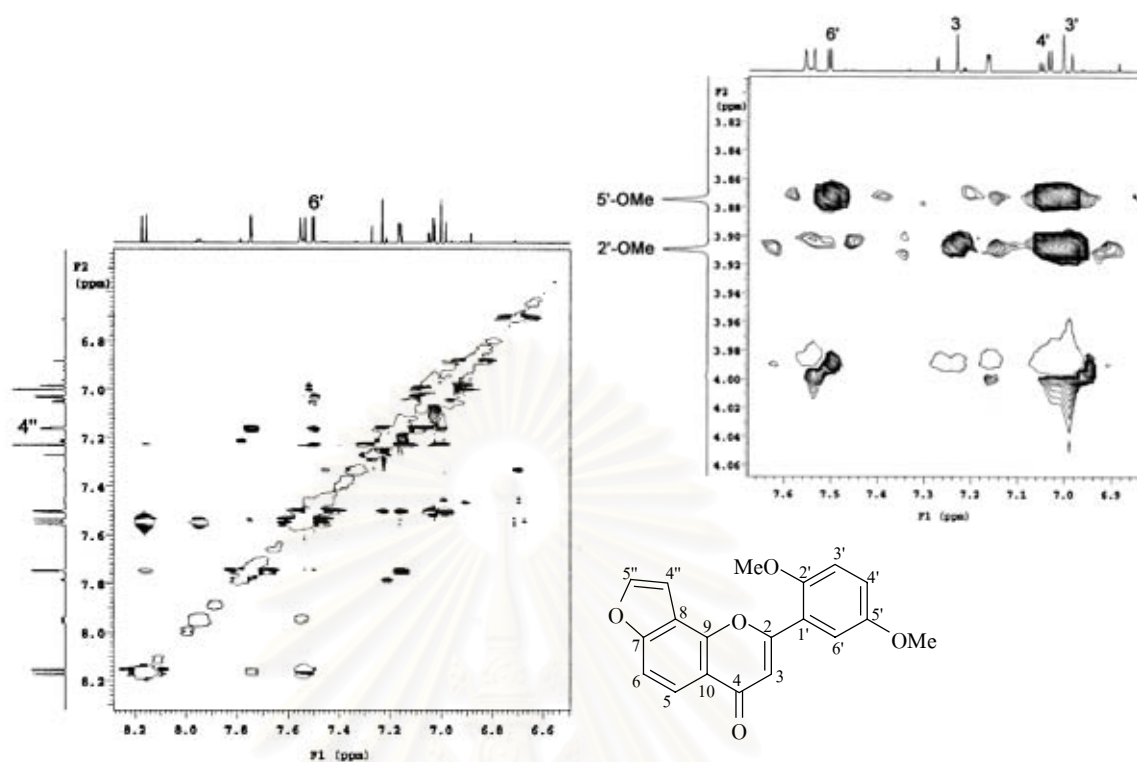 6'
3
4'
3'
F2
(ppm)
3.82
3.84
3.86
5'-OMe
3.88
3.90
2'-OMe
3.92
3.94
3.96
3.98
4.00
4.02
4.04
4.06
7.6 7.5 7.4 7.3 7.2 7.1 7.0 6.9
F1 (ppm)
6'
F2
(ppm)
6.8
7.0
4''
7.2
7.4
7.6
7.8
8.0
8.2
8.2 8.0 7.8 7.6 7.4 7.2 7.0 6.8 6.6
F1 (ppm)
3'
MeO 2' 4'
5'' 4''
O 5' OMe
8 9 2 1' 6'
O 7
6 10 4 3
5
O